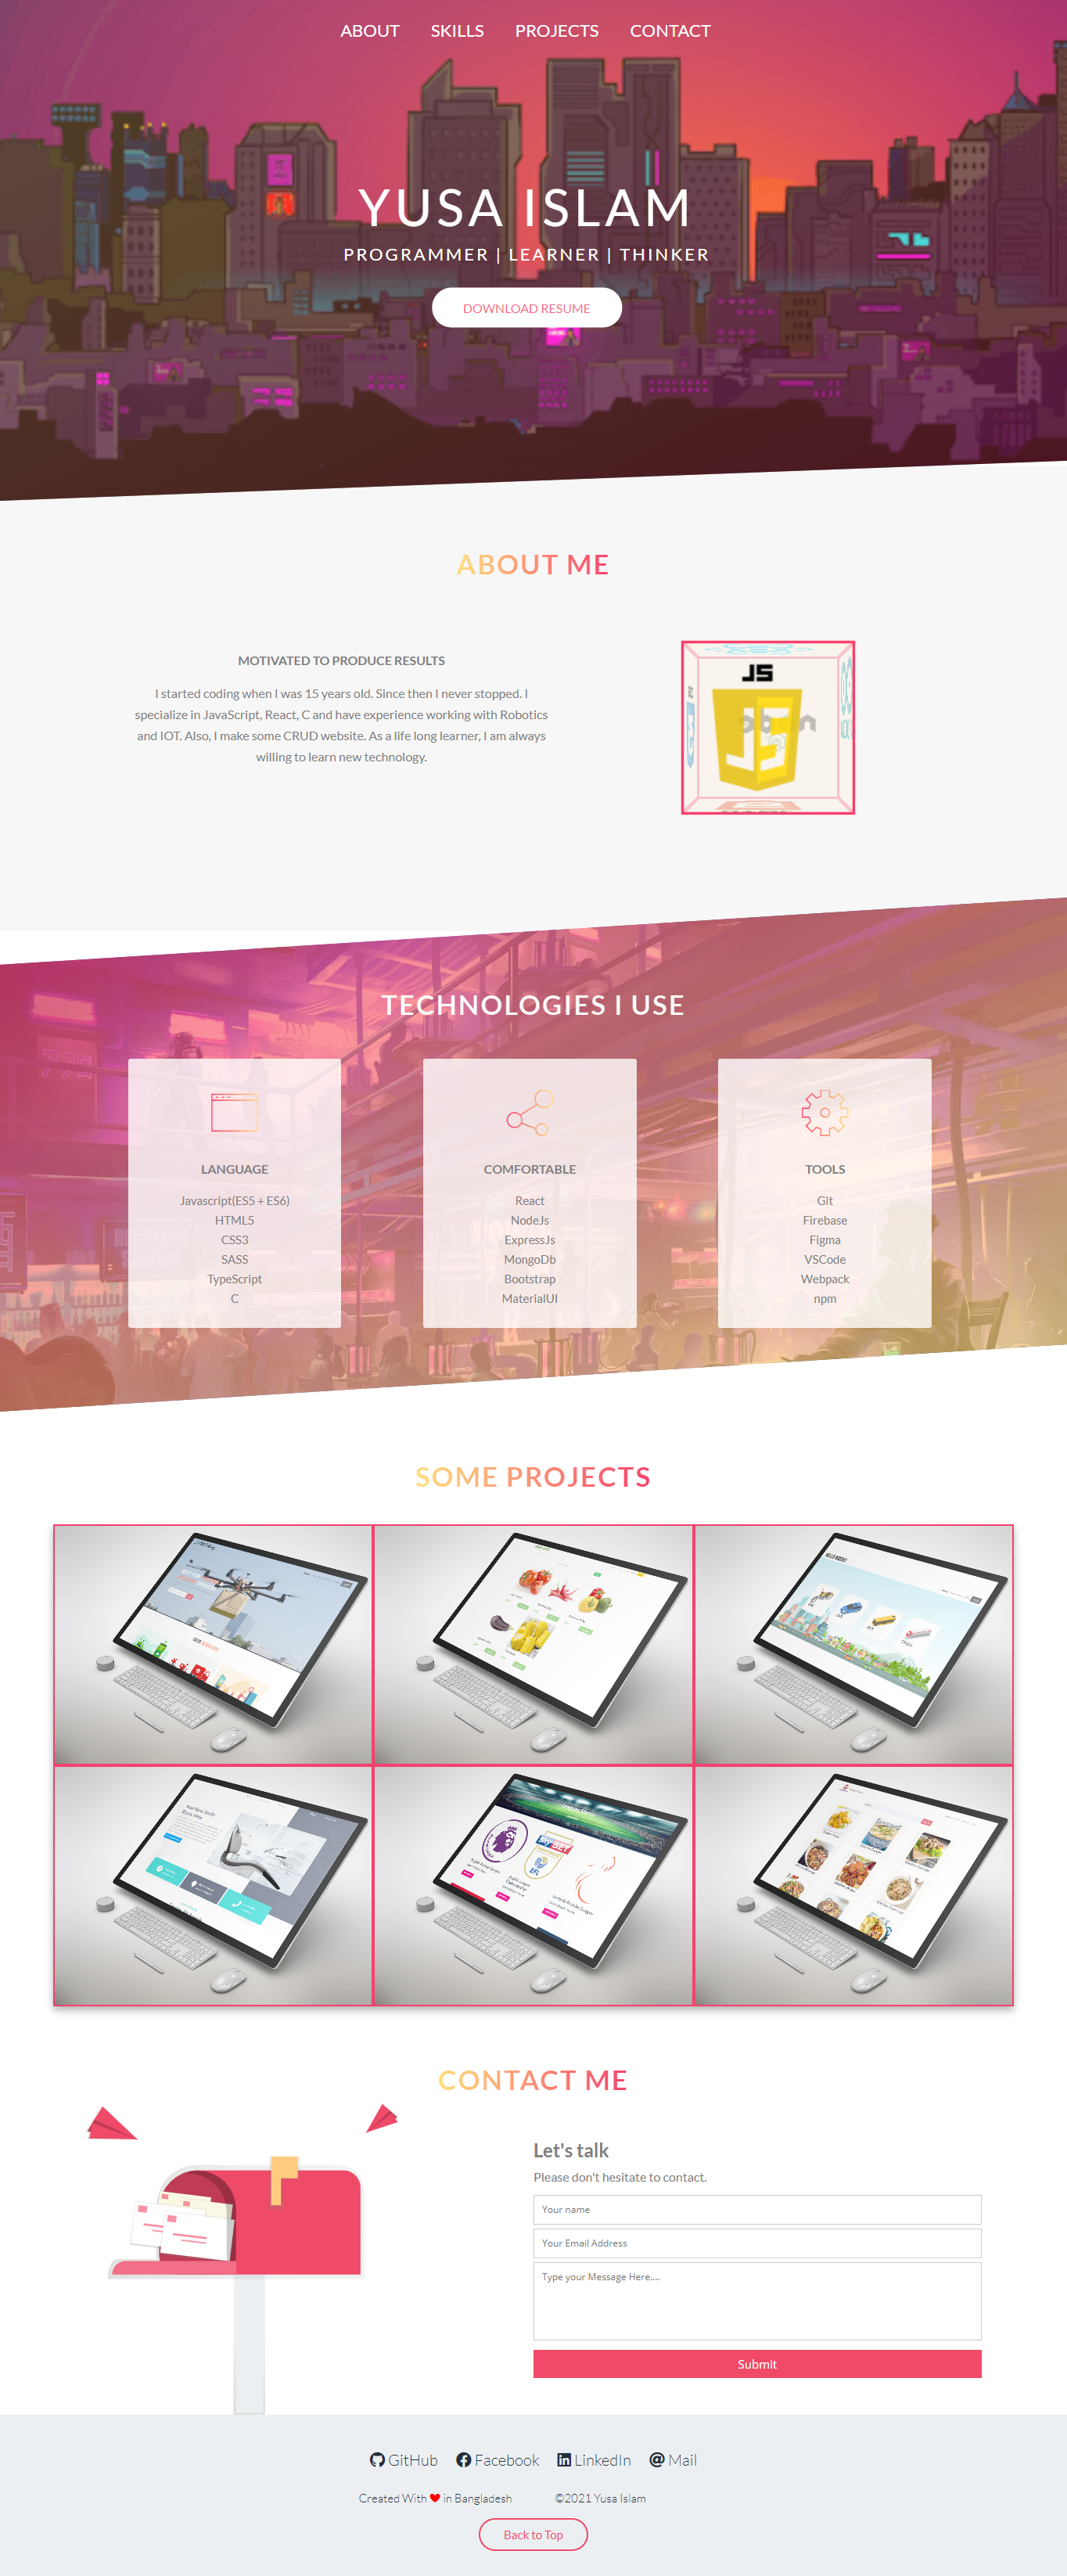 ABOUT SKILLS PROJECTS CONTACT
YUSA ISLAM
PROGRAMMER | LEARNER | THINKER
DOWNLOAD RESUME
ABOUT ME
MOTIVATED TO PRODUCE RESULTS
I started coding when I was 15 years old. Since then I never stopped. I
specialize in JavaScript, React, C and have experience working with Robotics
and IOT. Also, I make some CRUD website. As a life long learner, I am always
willing to learn new technology.
JS
TECHNOLOGIES I USE
LANGUAGE
Javascript(ES5 + ES6)
HTML5
CSS3
SASS
TypeScript
C
COMFORTABLE
React
NodeJs
ExpressJs
MongoDb
Bootstrap
MaterialUI
TOOLS
Git
Firebase
Figma
VSCode
Webpack
npm
SOME PROJECTS
OUR SERVICES
SKY BET
EFL
CONTACT ME
Let's talk
Please don't hesitate to contact.
Your name
Your Email Address
Type your Message Here....
Submit
GitHub Facebook LinkedIn Mail
Created With ❤ in Bangladesh ©2021 Yusa Islam
Back to Top